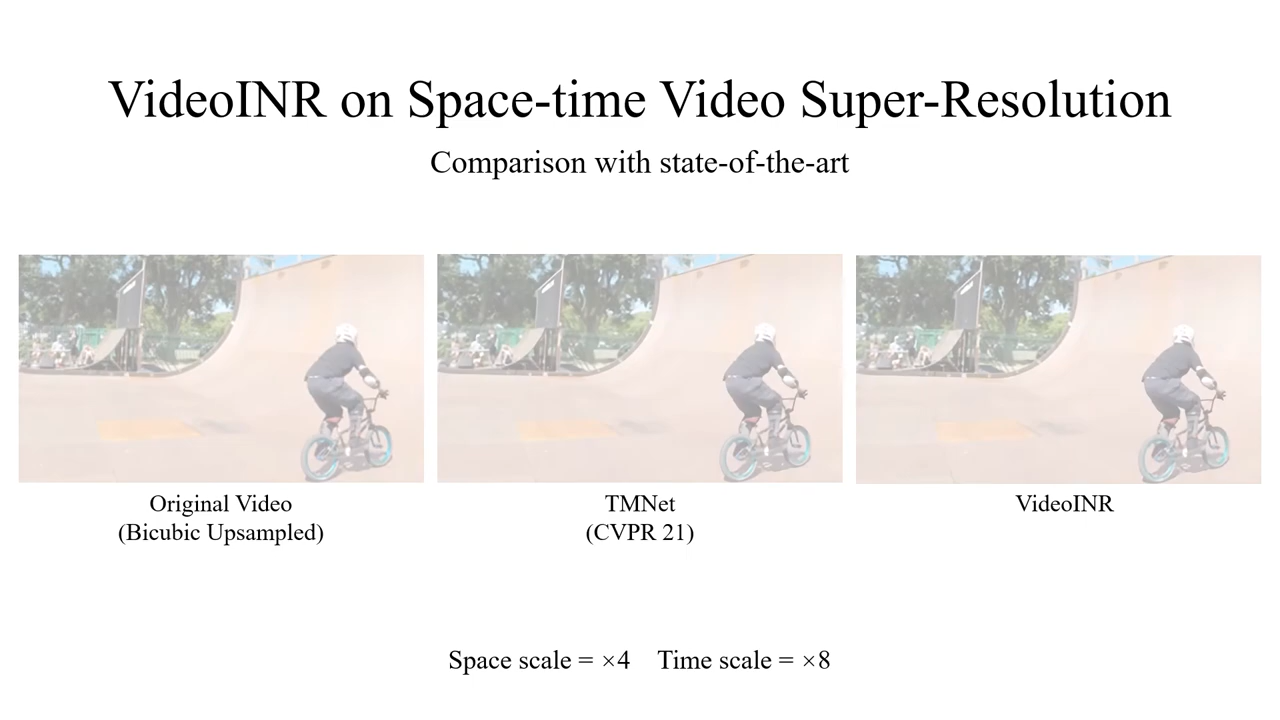 VideoINR on Space-time Video Super-Resolution
Comparison with state-of-the-art
Original Video
(Bicubic Upsampled)
TMNet
(CVPR 21)
VideoINR
Space scale = ×4 Time scale = ×8